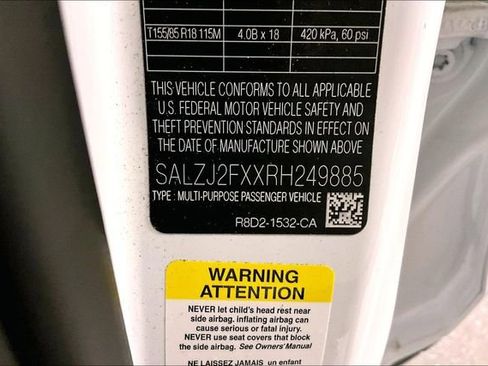 T155/85 R18 115M 4.0B x 18 420 kPa, 60 psi
THIS VEHICLE CONFORMS TO ALL APPLICABLE
U.S. FEDERAL MOTOR VEHICLE SAFETY AND
THEFT PREVENTION STANDARDS IN EFFECT ON
THE DATE OF MANUFACTURE SHOWN ABOVE
SALZJ2FXXRH249885
TYPE : MULTI-PURPOSE PASSENGER VEHICLE
R8D2-1532-CA
WARNING
ATTENTION
NEVER let child's head rest near
side airbag. inflating airbag can
cause serious or fatal injury.
NEVER use seat covers that block
the side airbag. See Owners' Manual
NE LAISSEZ JAMAIS un enfant